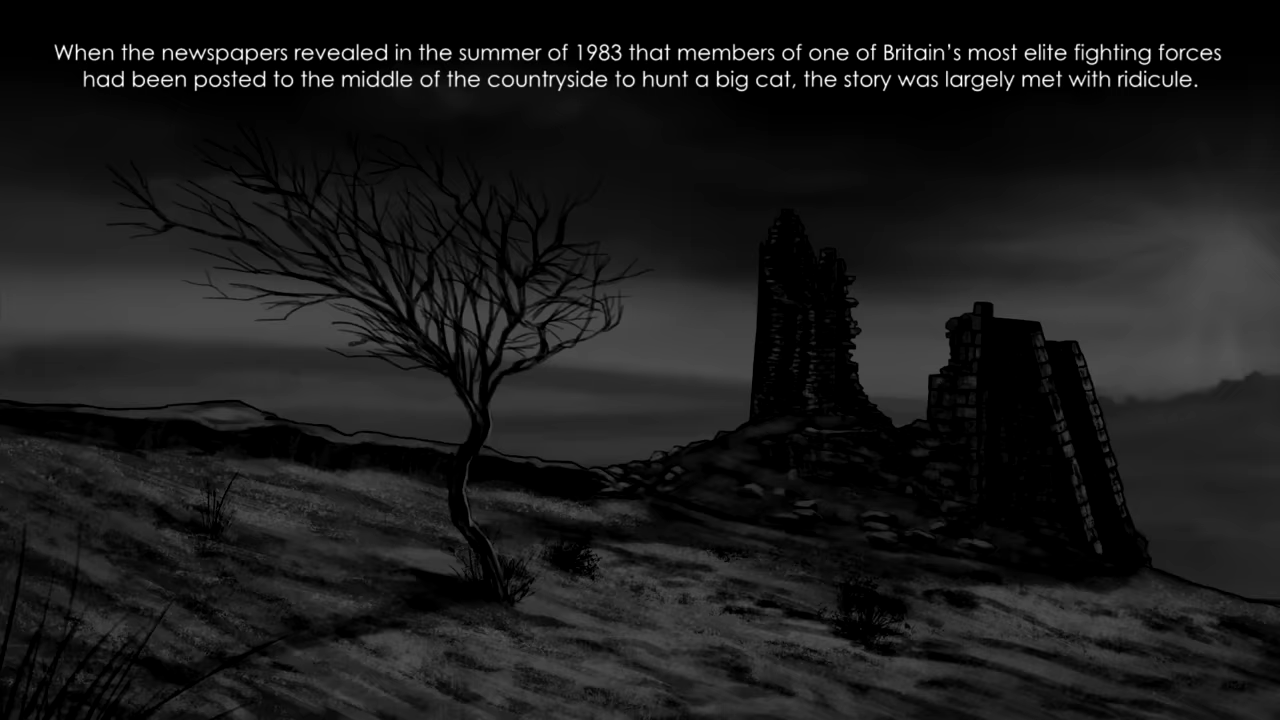 When the newspapers revealed in the summer of 1983 that members of one of Britain's most elite fighting forces
had been posted to the middle of the countryside to hunt a big cat, the story was largely met with ridicule.